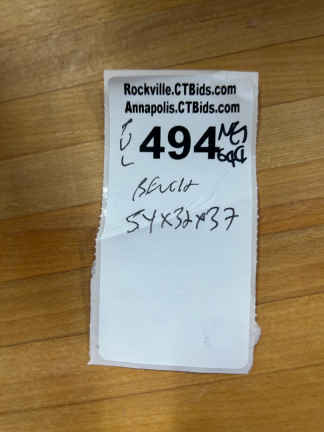 Rockville.CTBids.com
Annapolis.CTBids.com
494
BENCH
54x32x37